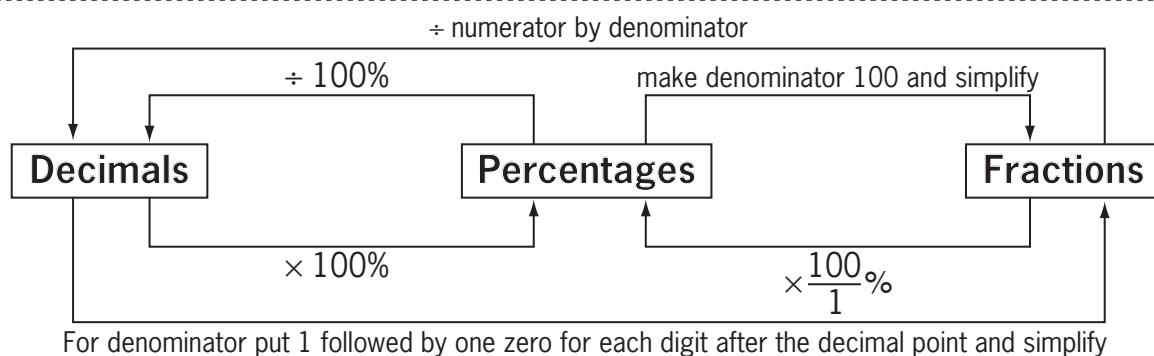 ÷ numerator by denominator
÷ 100%
make denominator 100 and simplify
Decimals
Percentages
Fractions
× 100%
× 100/1 %
For denominator put 1 followed by one zero for each digit after the decimal point and simplify